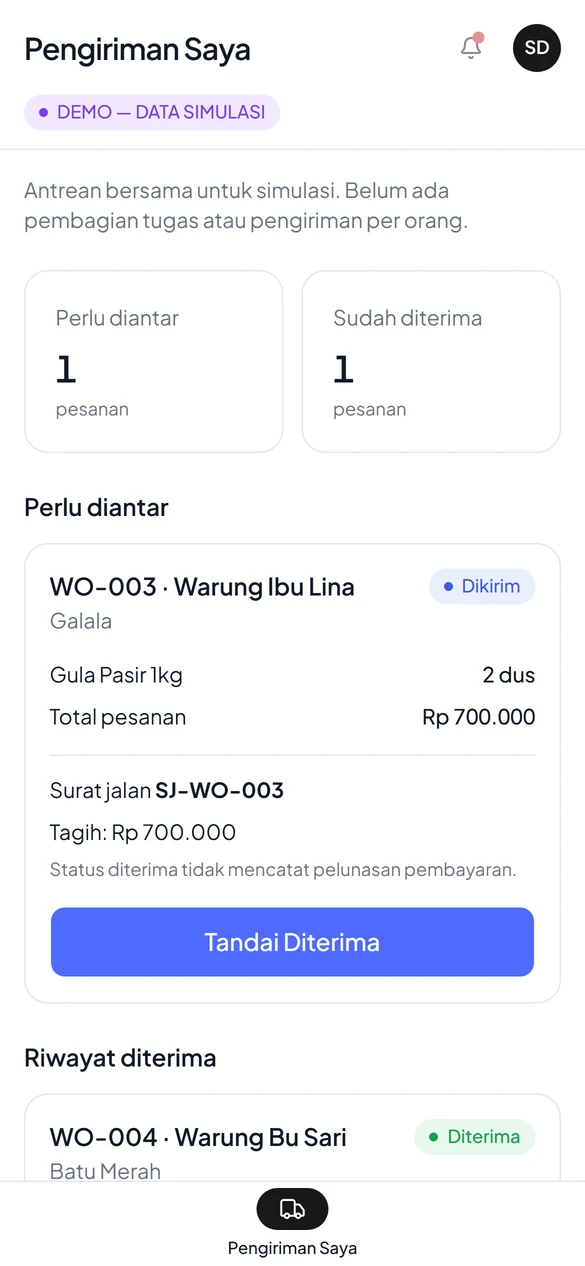 Pengiriman Saya
SD
DEMO — DATA SIMULASI
Antrean bersama untuk simulasi. Belum ada
pembagian tugas atau pengiriman per orang.
Perlu diantar
1
pesanan
Sudah diterima
1
pesanan
Perlu diantar
WO-003 · Warung Ibu Lina
Dikirim
Galala
Gula Pasir 1kg
2 dus
Total pesanan
Rp 700.000
Surat jalan SJ-WO-003
Tagih: Rp 700.000
Status diterima tidak mencatat pelunasan pembayaran.
Tandai Diterima
Riwayat diterima
WO-004 · Warung Bu Sari
Diterima
Batu Merah
Pengiriman Saya